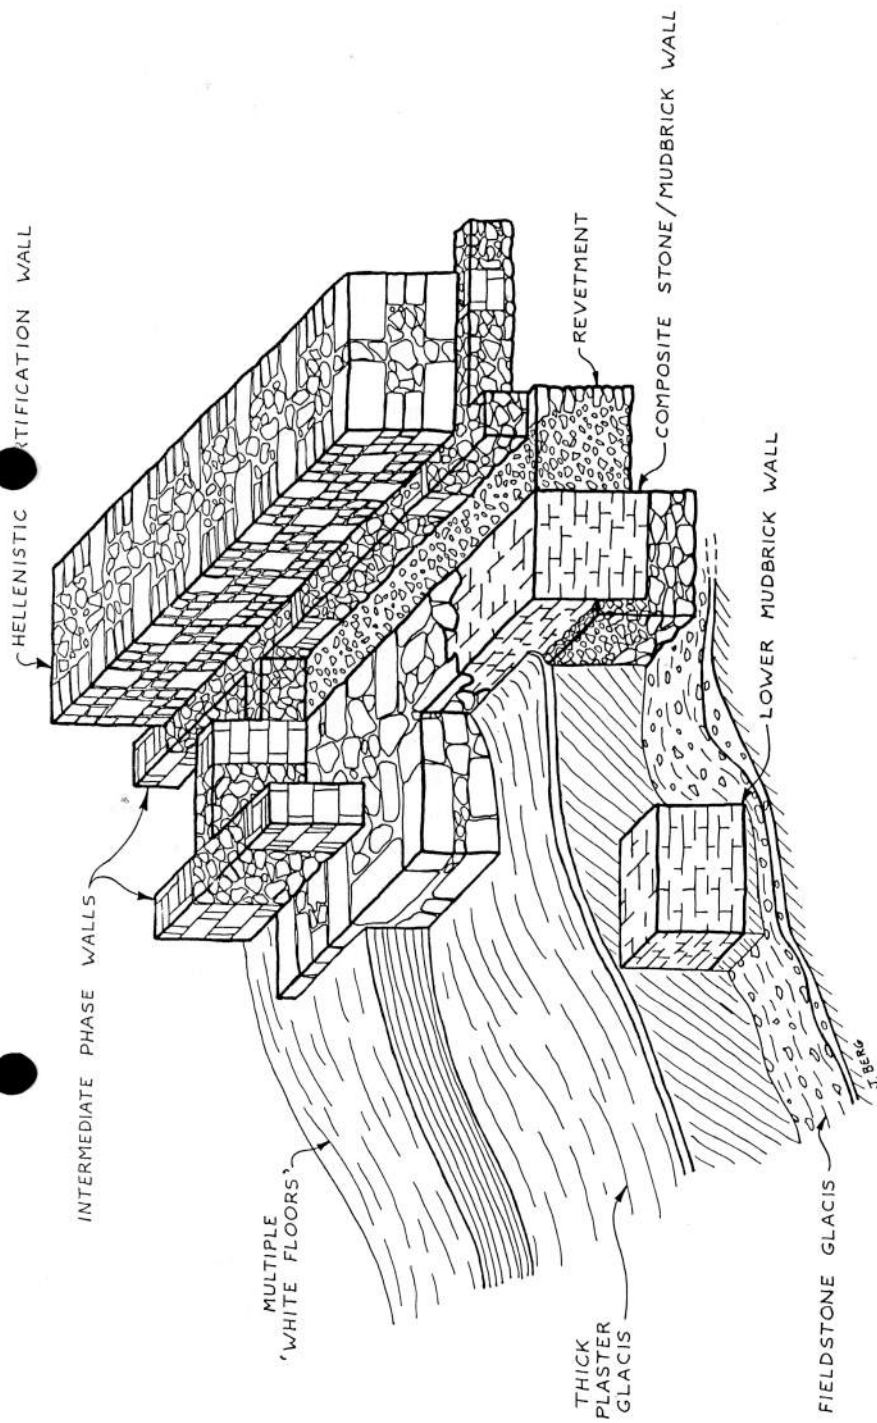 HELLENISTIC RTIFICATION WALL
INTERMEDIATE PHASE WALLS
MULTIPLE
'WHITE FLOORS'
REVETMENT
THICK
PLASTER
GLACIS
COMPOSITE STONE/MUDBRICK WALL
LOWER MUDBRICK WALL
FIELDSTONE GLACIS
J. BERG